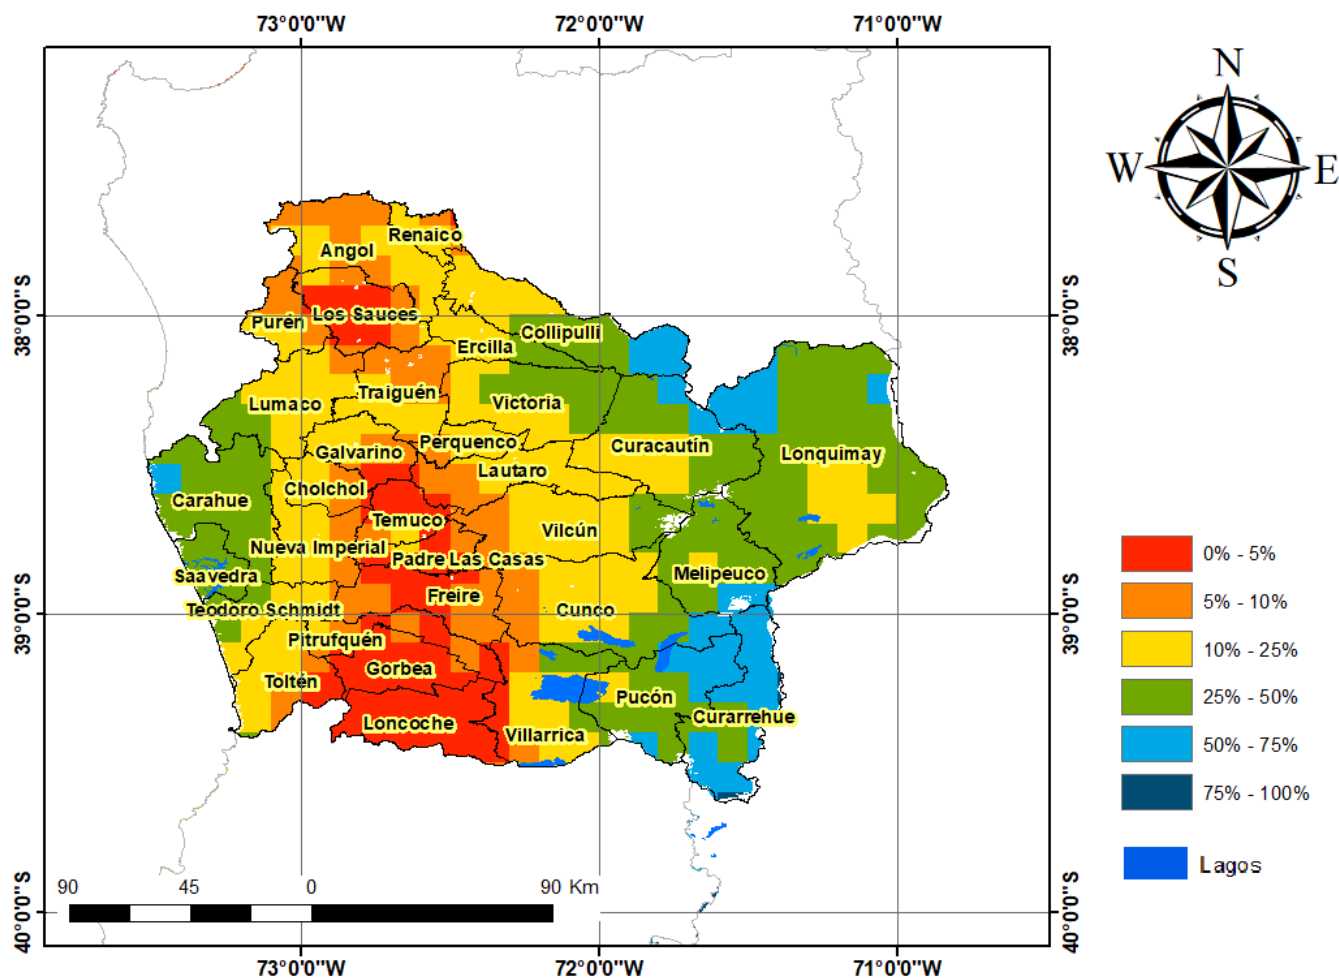 73°0'0"W
72°0'0"W
71°0'0"W
N
W
E
S
38°0'0"S
38°0'0"S
39°0'0"S
39°0'0"S
40°0'0"S
40°0'0"S
Renaico
Angol
Los Sauces
Purén
Collipulli
Ercilla
Traiguén
Lumaco
Victoria
Perquenco
Curacautín
Galvarino
Lonquimay
Lautaro
Cholchol
Carahue
Temuco
Vilcún
Nueva Imperial
Padre Las Casas
Saavedra
Melipeuco
Freire
Teodoro Schmidt
Cunco
Pitrufquén
Gorbea
Toltén
Pucón
Loncoche
Curarrehue
Villarrica
0% - 5%
5% - 10%
10% - 25%
25% - 50%
50% - 75%
75% - 100%
Lagos
90 45 0 90 Km
73°0'0"W
72°0'0"W
71°0'0"W